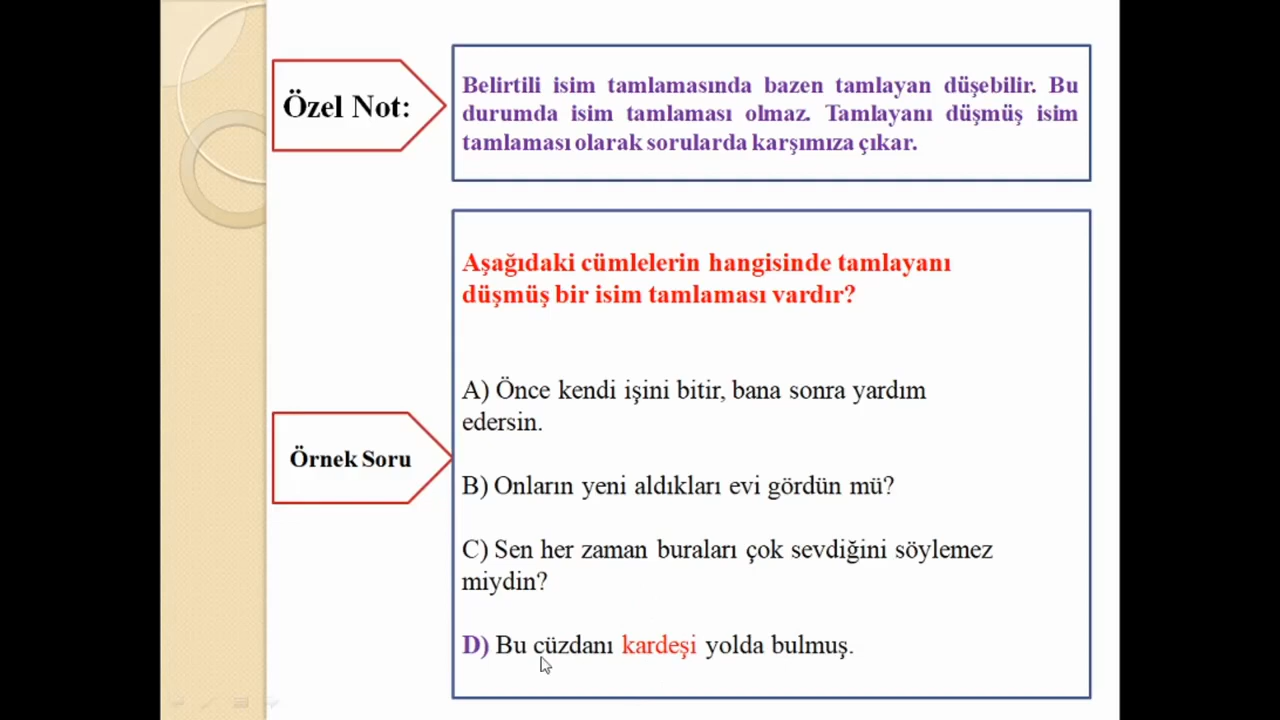 Özel Not:
Belirtili isim tamlamasında bazen tamlayan düşebilir. Bu
durumda isim tamlaması olmaz. Tamlayanı düşmüş isim
tamlaması olarak sorularda karşımıza çıkar.
Aşağıdaki cümlelerin hangisinde tamlayanı
düşmüş bir isim tamlaması vardır?
A) Önce kendi işini bitir, bana sonra yardım
edersin.
Örnek Soru
B) Onların yeni aldıkları evi gördün mü?
C) Sen her zaman buraları çok sevdiğini söylemez
miydin?
D) Bu cüzdanı kardeşi yolda bulmuş.